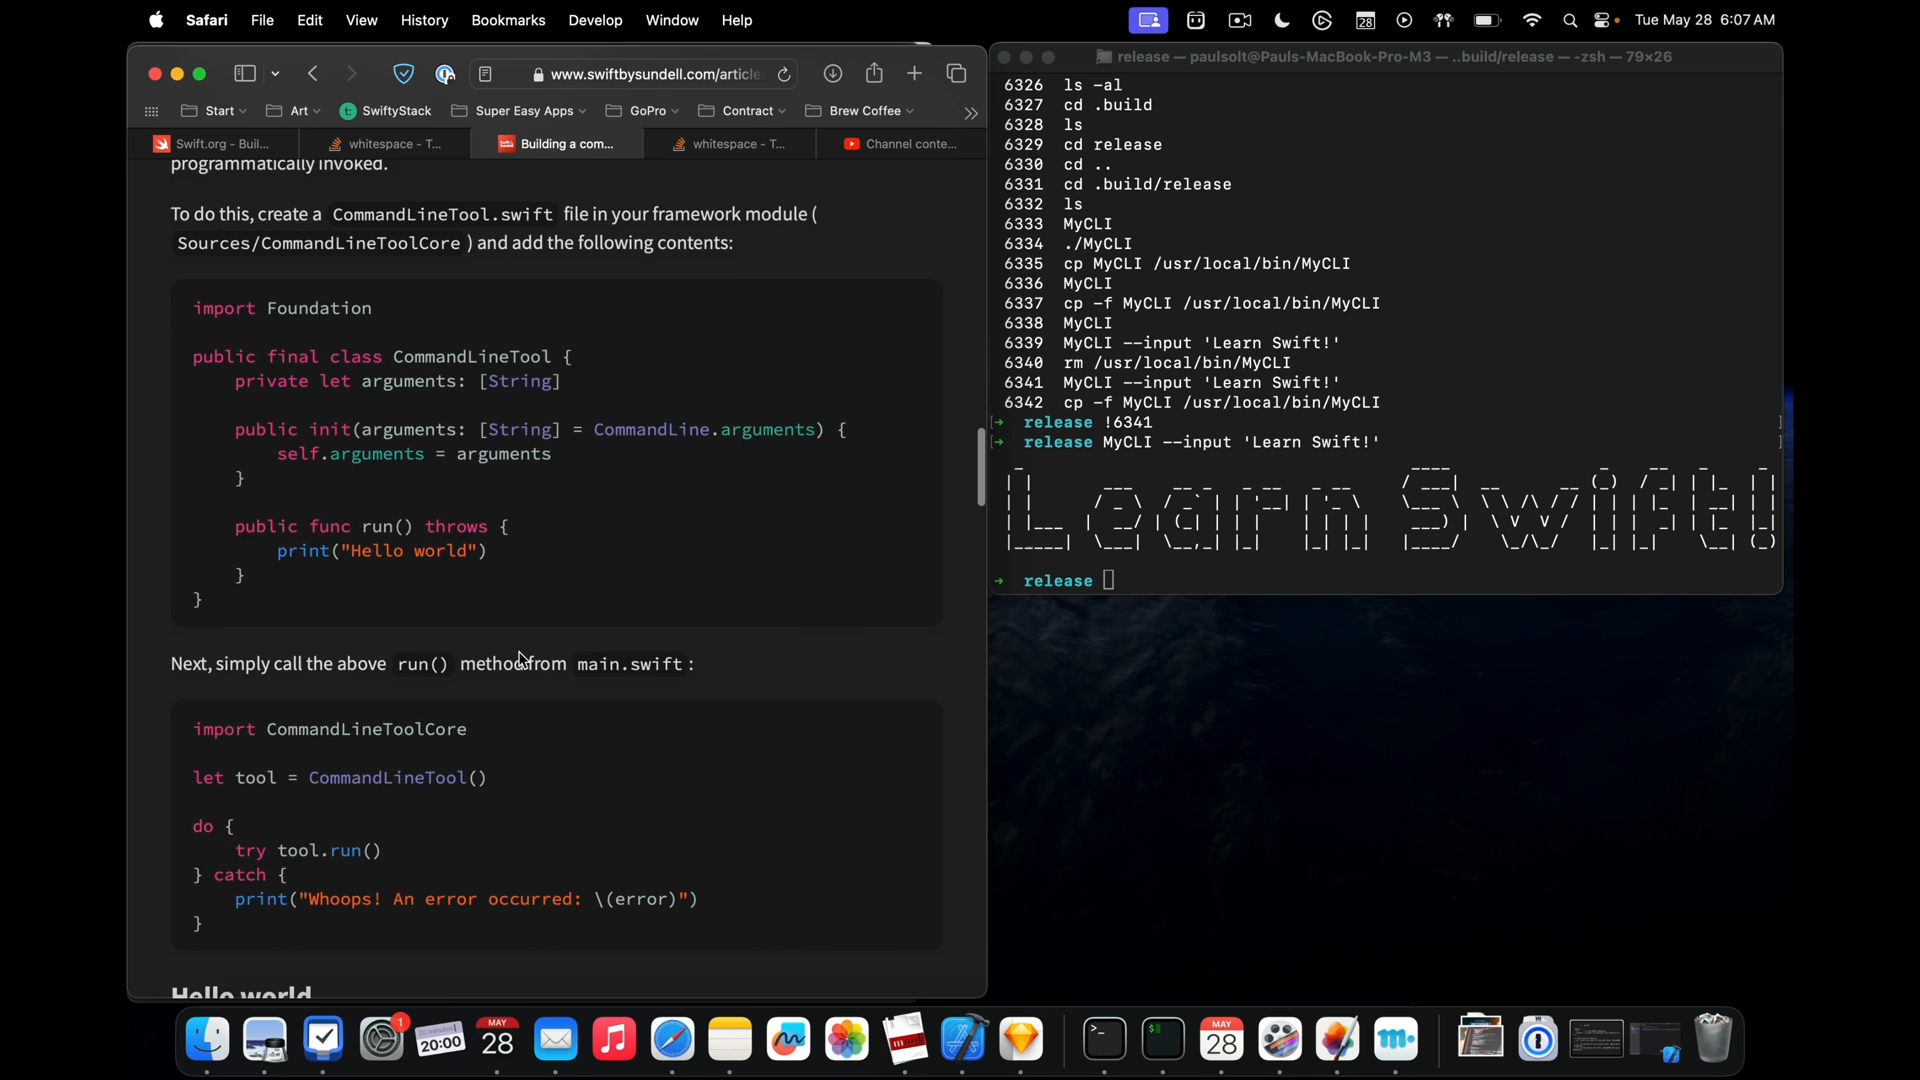 Safari File Edit View History Bookmarks Develop Window Help
28
Tue May 28 6:07 AM
www.swiftbysundell.com/article
Start Art SwiftyStack Super Easy Apps GoPro Contract Brew Coffee
Swift.org - Buil... whitespace - T... Building a com... whitespace - T... Channel conte...
programmatically invoked.
To do this, create a CommandLineTool.swift file in your framework module (
Sources/CommandLineToolCore ) and add the following contents:
import Foundation
public final class CommandLineTool {
private let arguments: [String]
public init(arguments: [String] = CommandLine.arguments) {
self.arguments = arguments
}
public func run() throws {
print("Hello world")
}
}
Next, simply call the above run() method from main.swift :
import CommandLineToolCore
let tool = CommandLineTool()
do {
try tool.run()
} catch {
print("Whoops! An error occurred: \(error)")
}
Hello world
release — paulsolt@Pauls-MacBook-Pro-M3 — ..build/release — -zsh — 79×26
6326 ls -al
6327 cd .build
6328 ls
6329 cd release
6330 cd ..
6331 cd .build/release
6332 ls
6333 MyCLI
6334 ./MyCLI
6335 cp MyCLI /usr/local/bin/MyCLI
6336 MyCLI
6337 cp -f MyCLI /usr/local/bin/MyCLI
6338 MyCLI
6339 MyCLI --input 'Learn Swift!'
6340 rm /usr/local/bin/MyCLI
6341 MyCLI --input 'Learn Swift!'
6342 cp -f MyCLI /usr/local/bin/MyCLI
[→ release !6341 ]
[→ release MyCLI --input 'Learn Swift!' ]
Learn Swift!
→ release
1
20:00
MAY
28
>_
$
MAY
28